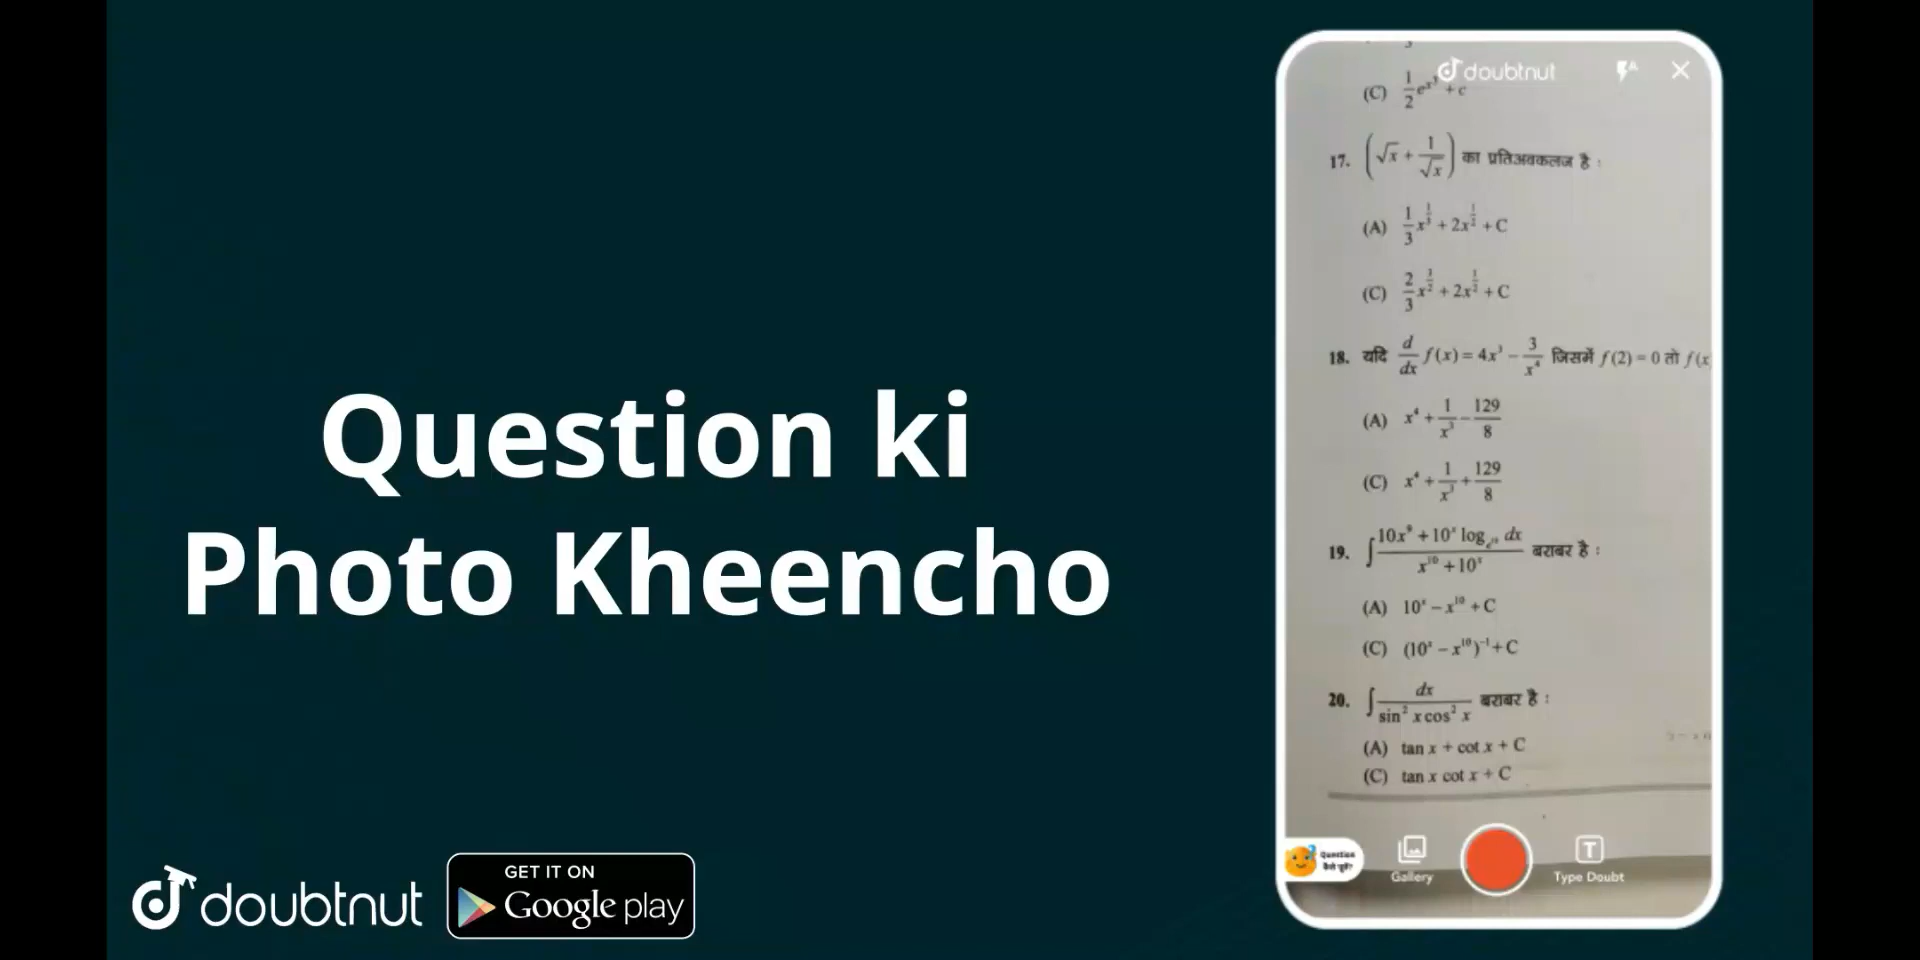 Question ki
Photo Kheencho
doubtnut
GET IT ON
Google play
doubtnut
(C) 1/2 e^x³ + c
17. (√x + 1/√x) का प्रतिअवकलज है :
(A) 1/3 x^1/3 + 2x^1/2 + C
(C) 2/3 x^3/2 + 2x^1/2 + C
18. यदि d/dx f(x) = 4x³ − 3/x⁴ जिसमें f(2) = 0 तो f(x
(A) x⁴ + 1/x³ − 129/8
(C) x⁴ + 1/x³ + 129/8
19. ∫ 10x⁹ + 10ˣ log_e¹⁰ dx / x¹⁰ + 10ˣ बराबर है :
(A) 10ˣ − x¹⁰ + C
(C) (10ˣ − x¹⁰)⁻¹ + C
20. ∫ dx / sin² x cos² x बराबर है :
(A) tan x + cot x + C
(C) tan x cot x + C
Question
Gallery
T
Type Doubt